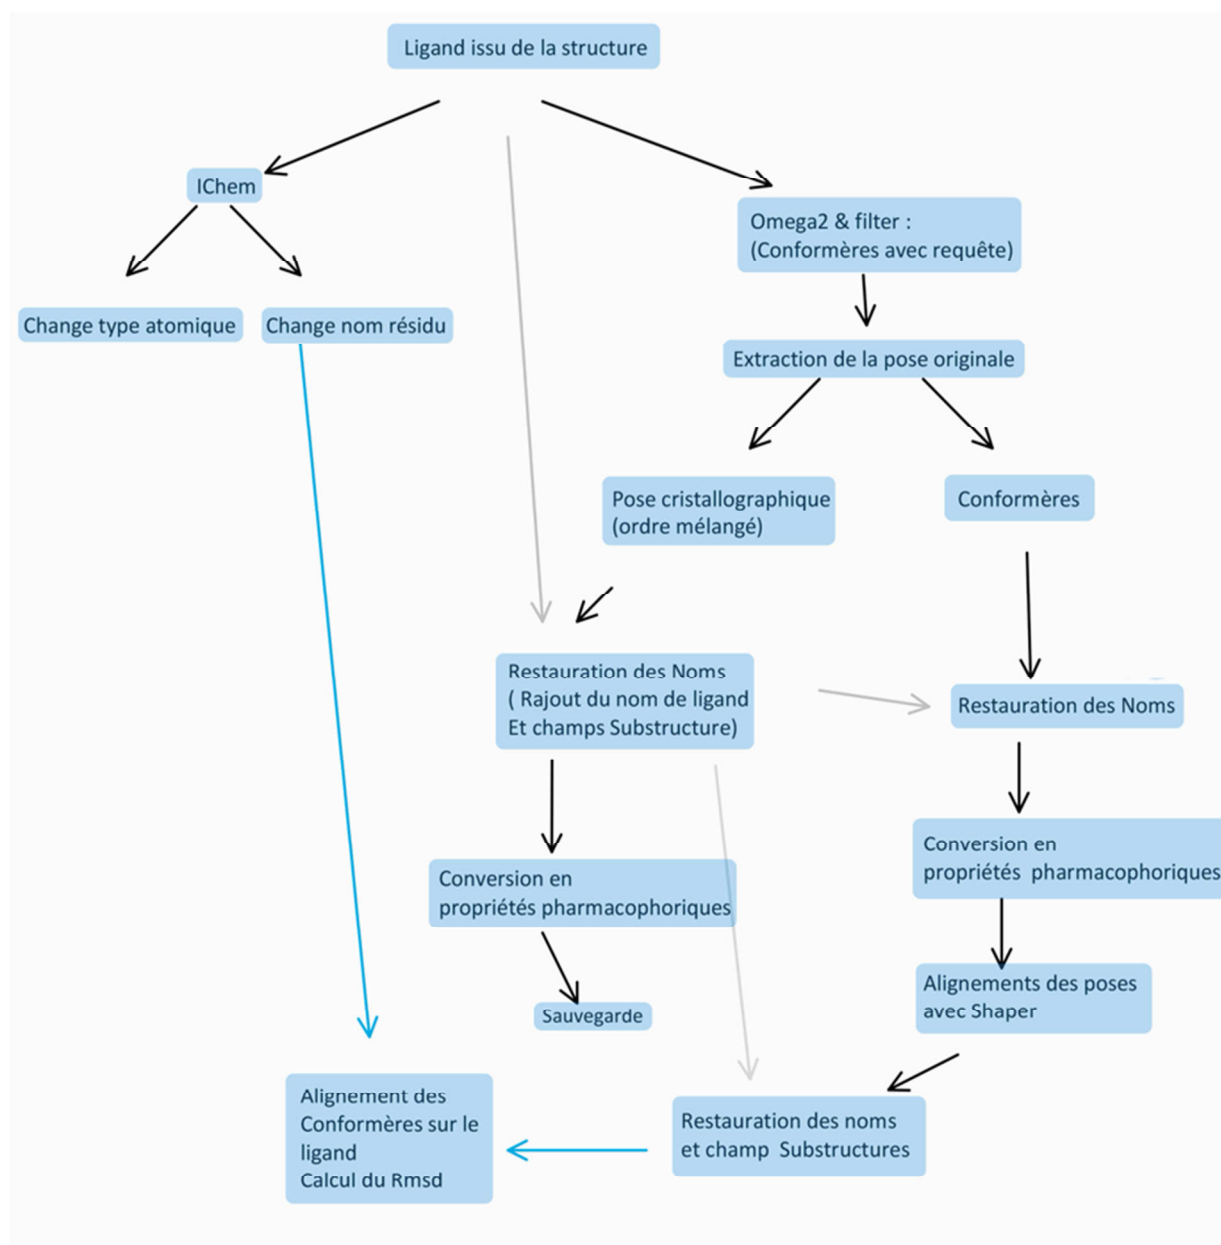 Ligand issu de la structure
IChem
Omega2 & filter :
(Conformères avec requête)
Change type atomique
Change nom résidu
Extraction de la pose originale
Pose cristallographique
(ordre mélangé)
Conformères
Restauration des Noms
( Rajout du nom de ligand
Et champs Substructure)
Restauration des Noms
Conversion en
propriétés pharmacophoriques
Conversion en
propriétés pharmacophoriques
Sauvegarde
Alignements des poses
avec Shaper
Alignement des
Conformères sur le
ligand
Calcul du Rmsd
Restauration des noms
et champ Substructures